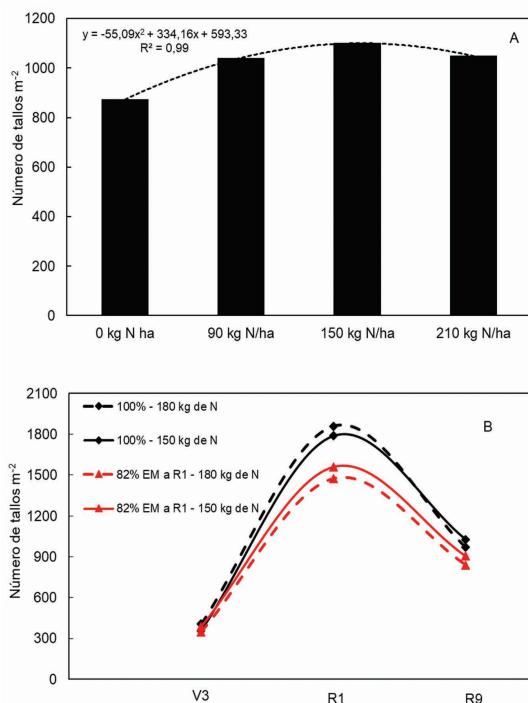 1200
1000
800
600
400
200
0
Número de tallos m⁻²
y = -55,09x² + 334,16x + 593,33
R² = 0,99
A
0 kg N ha
90 kg N/ha
150 kg N/ha
210 kg N/ha
2100
1800
1500
1200
900
600
300
0
Número de tallos m⁻²
100% - 180 kg de N
100% - 150 kg de N
82% EM a R1 - 180 kg de N
82% EM a R1 - 150 kg de N
B
V3
R1
R9